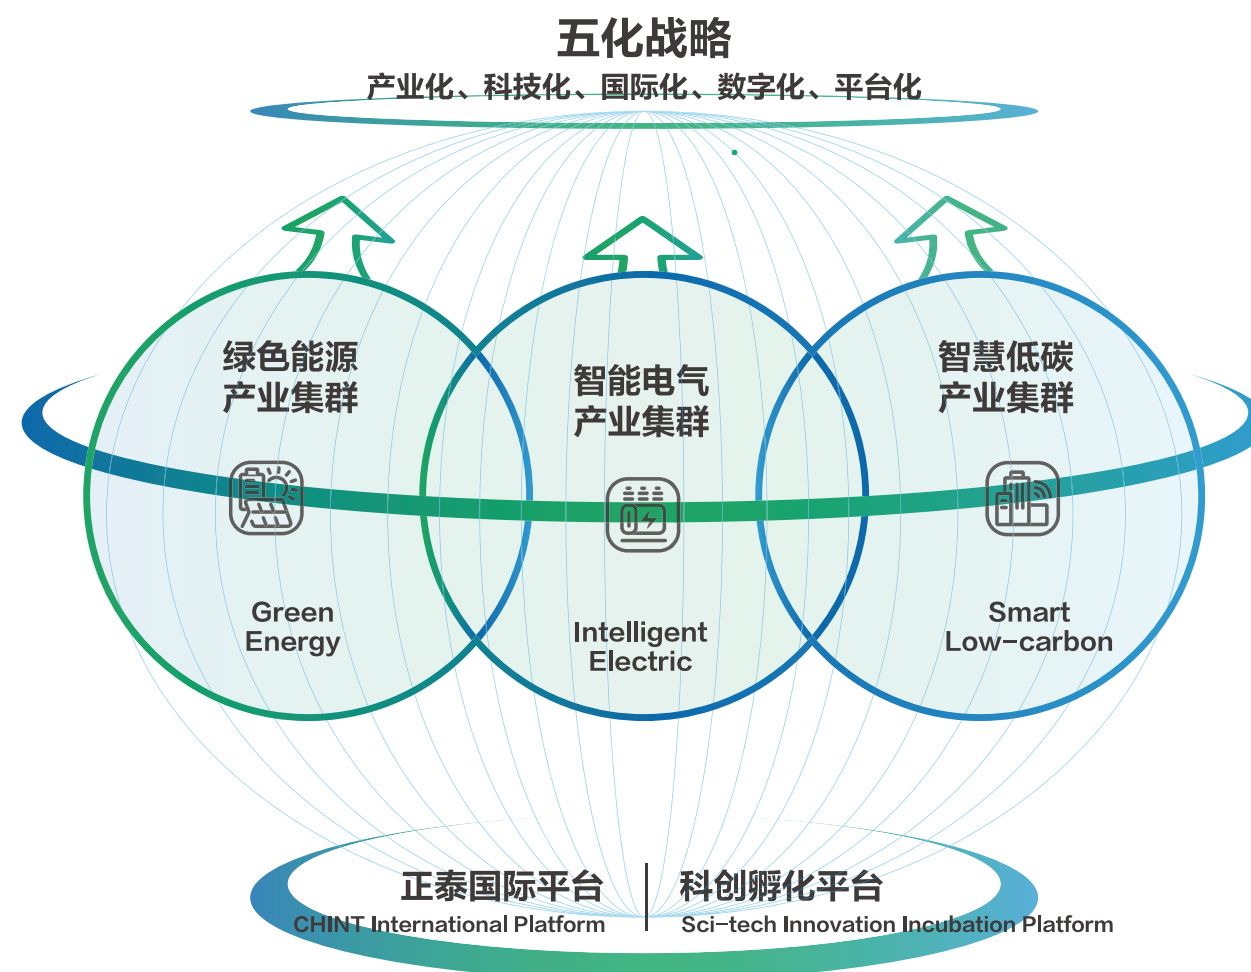 五化战略
产业化、科技化、国际化、数字化、平台化
绿色能源
产业集群
Green
Energy
智能电气
产业集群
Intelligent
Electric
智慧低碳
产业集群
Smart
Low-carbon
正泰国际平台
CHINT International Platform
科创孵化平台
Sci-tech Innovation Incubation Platform